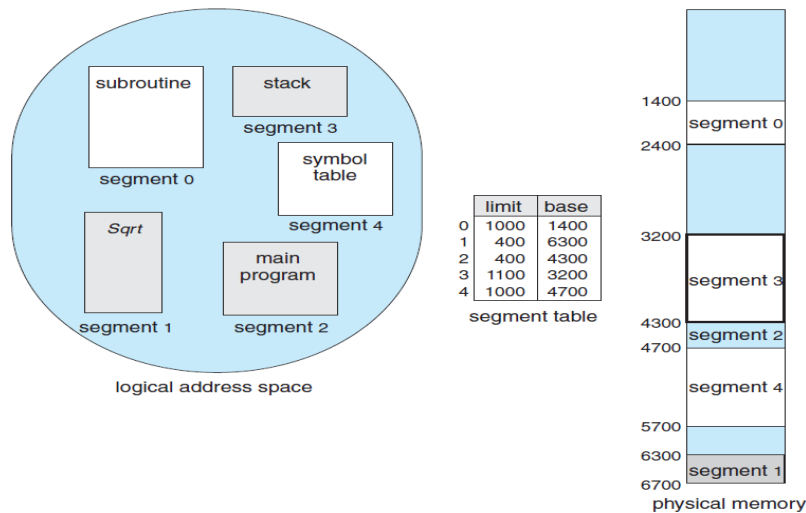 subroutine
segment 0
stack
segment 3
symbol
table
segment 4
Sqrt
segment 1
main
program
segment 2
logical address space
limit base
0 1000 1400
1 400 6300
2 400 4300
3 1100 3200
4 1000 4700
segment table
1400
segment 0
2400
3200
segment 3
4300
segment 2
4700
segment 4
5700
6300
segment 1
6700
physical memory